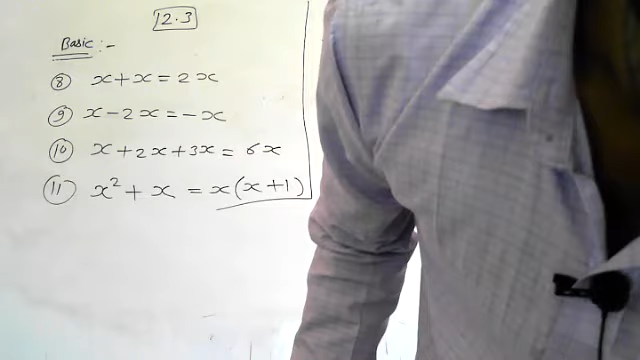 12.3
Basic :-
⑧ x + x = 2x
⑨ x - 2x = - x
⑩ x + 2x + 3x = 6x
⑪ x² + x = x(x+1)